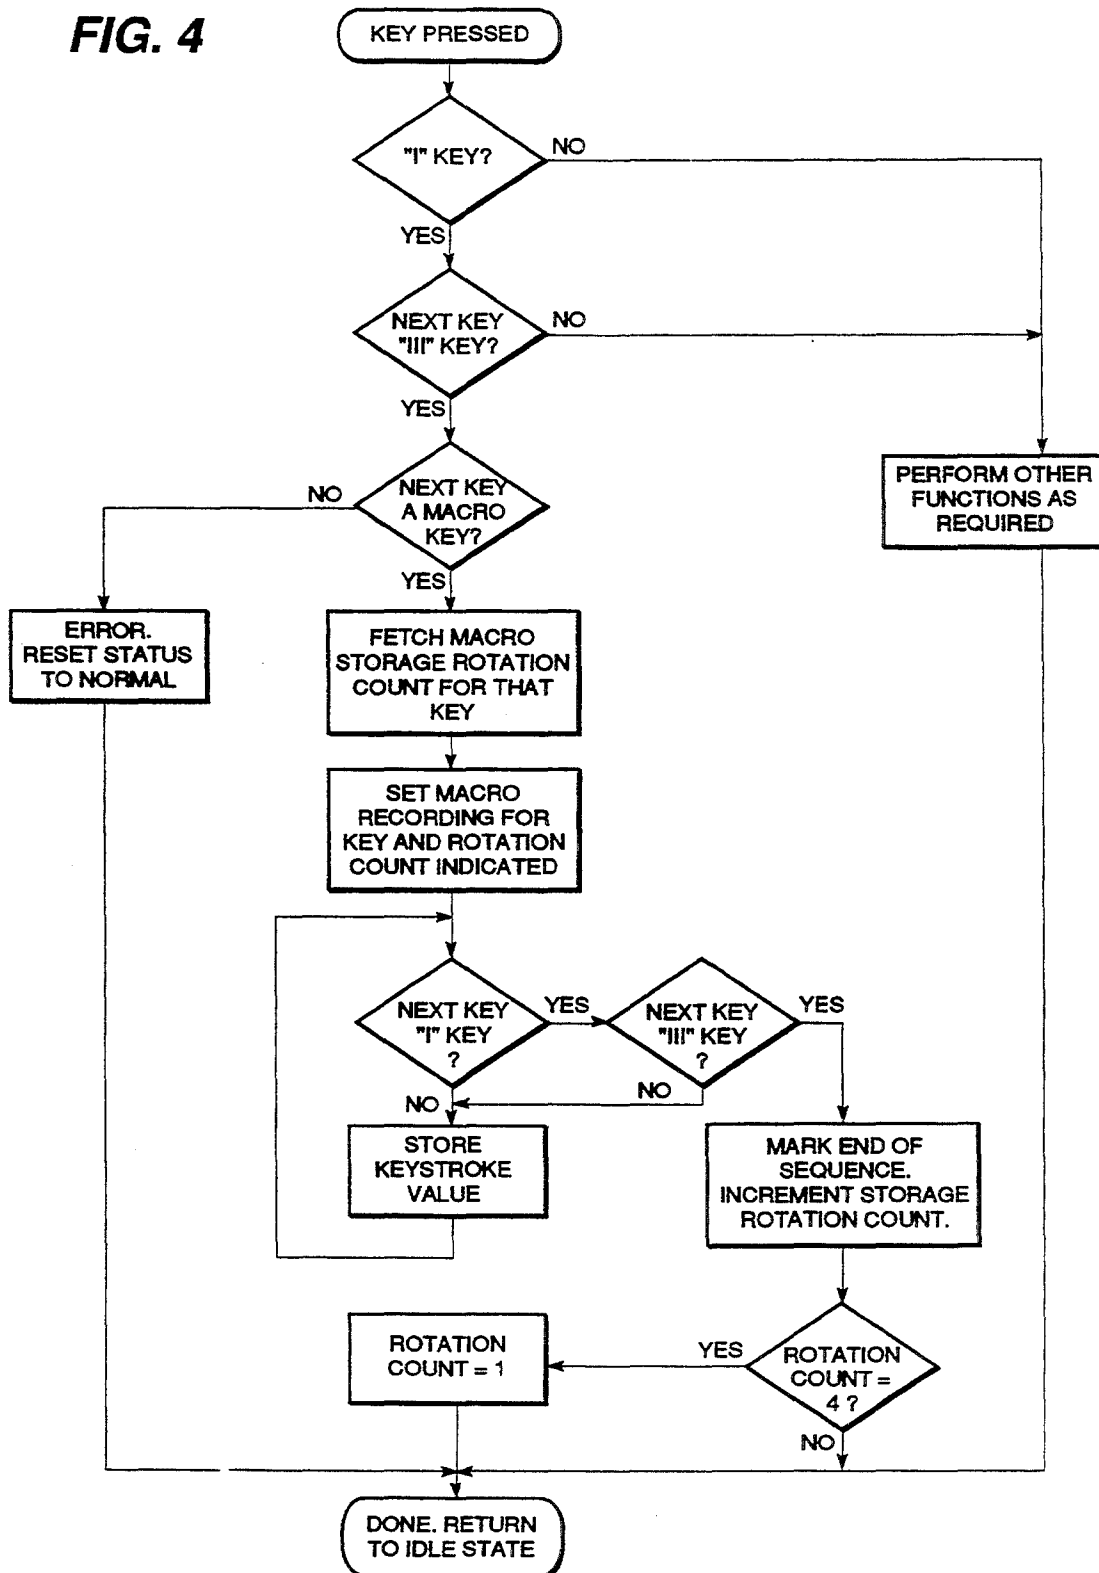 FIG. 4
KEY PRESSED
"I" KEY?
NO
YES
NEXT KEY
"III" KEY?
NO
YES
NEXT KEY
A MACRO
KEY?
NO
YES
PERFORM OTHER
FUNCTIONS AS
REQUIRED
ERROR.
RESET STATUS
TO NORMAL
FETCH MACRO
STORAGE ROTATION
COUNT FOR THAT
KEY
SET MACRO
RECORDING FOR
KEY AND ROTATION
COUNT INDICATED
NEXT KEY
"I" KEY
?
YES
NO
NEXT KEY
"III" KEY
?
YES
NO
STORE
KEYSTROKE
VALUE
MARK END OF
SEQUENCE.
INCREMENT STORAGE
ROTATION COUNT.
ROTATION
COUNT = 1
YES
ROTATION
COUNT =
4 ?
NO
DONE. RETURN
TO IDLE STATE